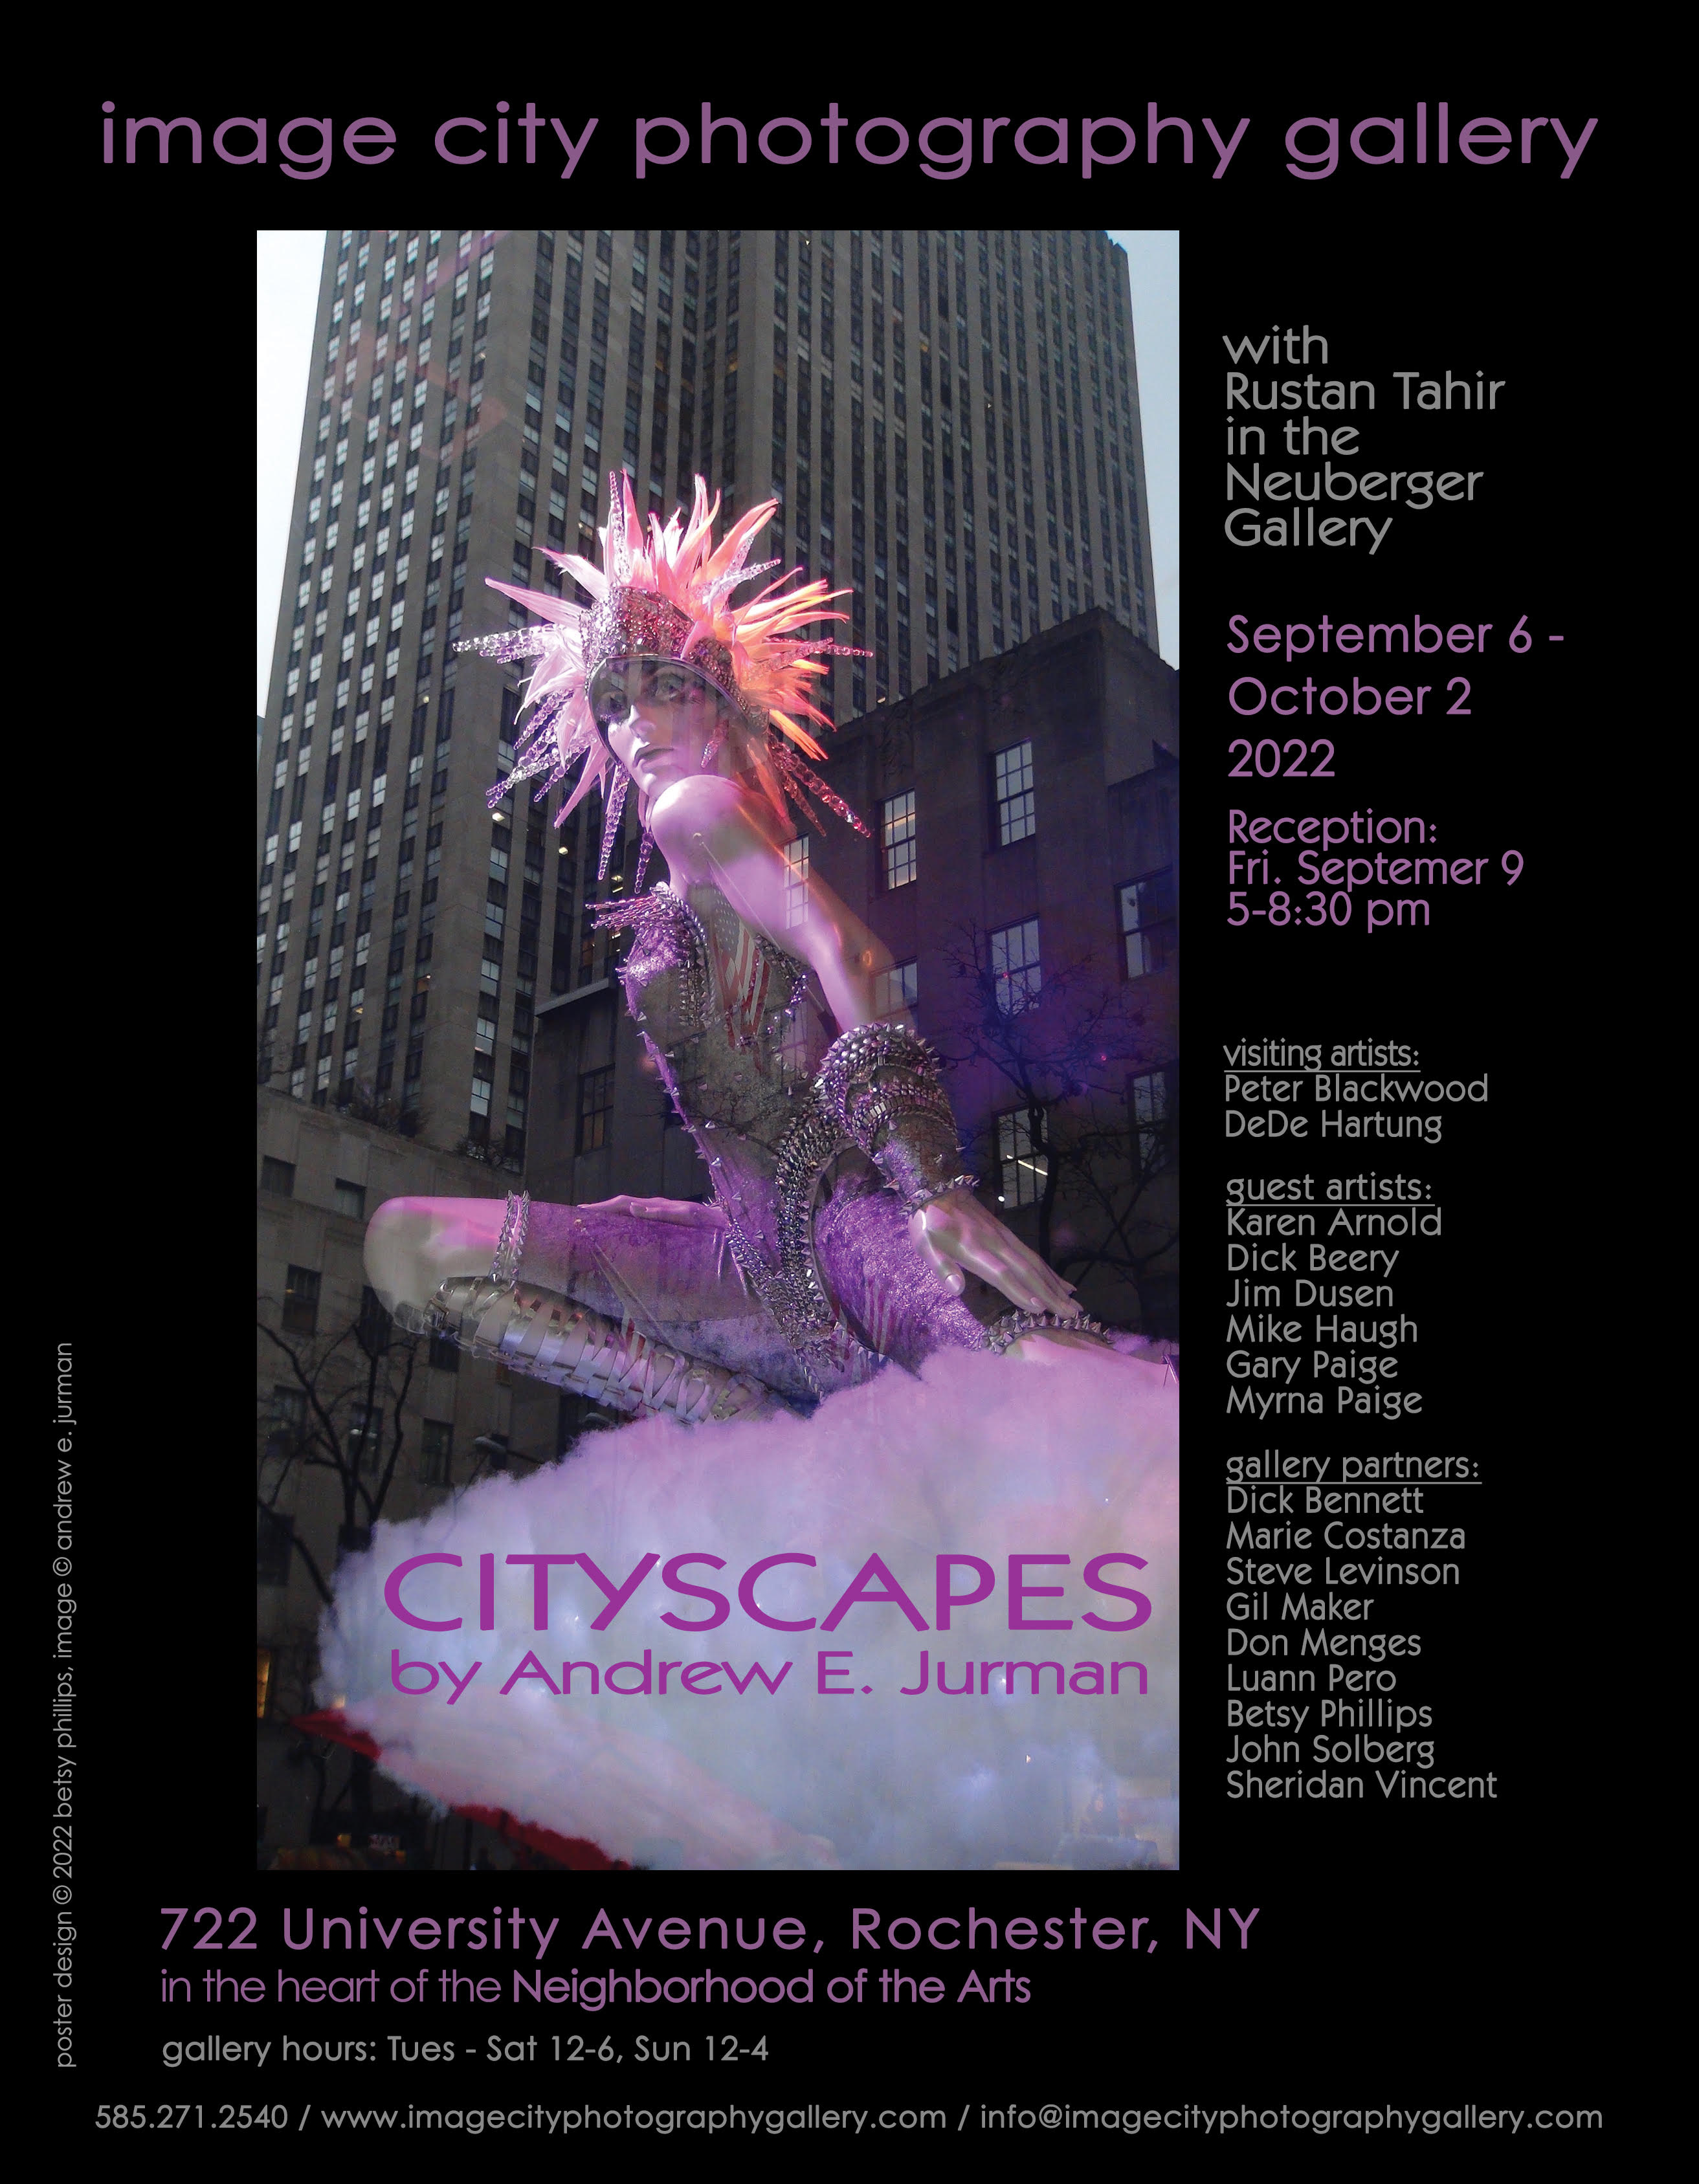 image city photography gallery
with
Rustan Tahir
in the
Neuberger
Gallery
September 6 -
October 2
2022
Reception:
Fri. Septemer 9
5-8:30 pm
visiting artists:
Peter Blackwood
DeDe Hartung
guest artists:
Karen Arnold
Dick Beery
Jim Dusen
Mike Haugh
Gary Paige
Myrna Paige
gallery partners:
Dick Bennett
Marie Costanza
Steve Levinson
Gil Maker
Don Menges
Luann Pero
Betsy Phillips
John Solberg
Sheridan Vincent
CITYSCAPES
by Andrew E. Jurman
poster design © 2022 betsy phillips, image © andrew e. jurman
722 University Avenue, Rochester, NY
in the heart of the Neighborhood of the Arts
gallery hours: Tues - Sat 12-6, Sun 12-4
585.271.2540 / www.imagecityphotographygallery.com / info@imagecityphotographygallery.com